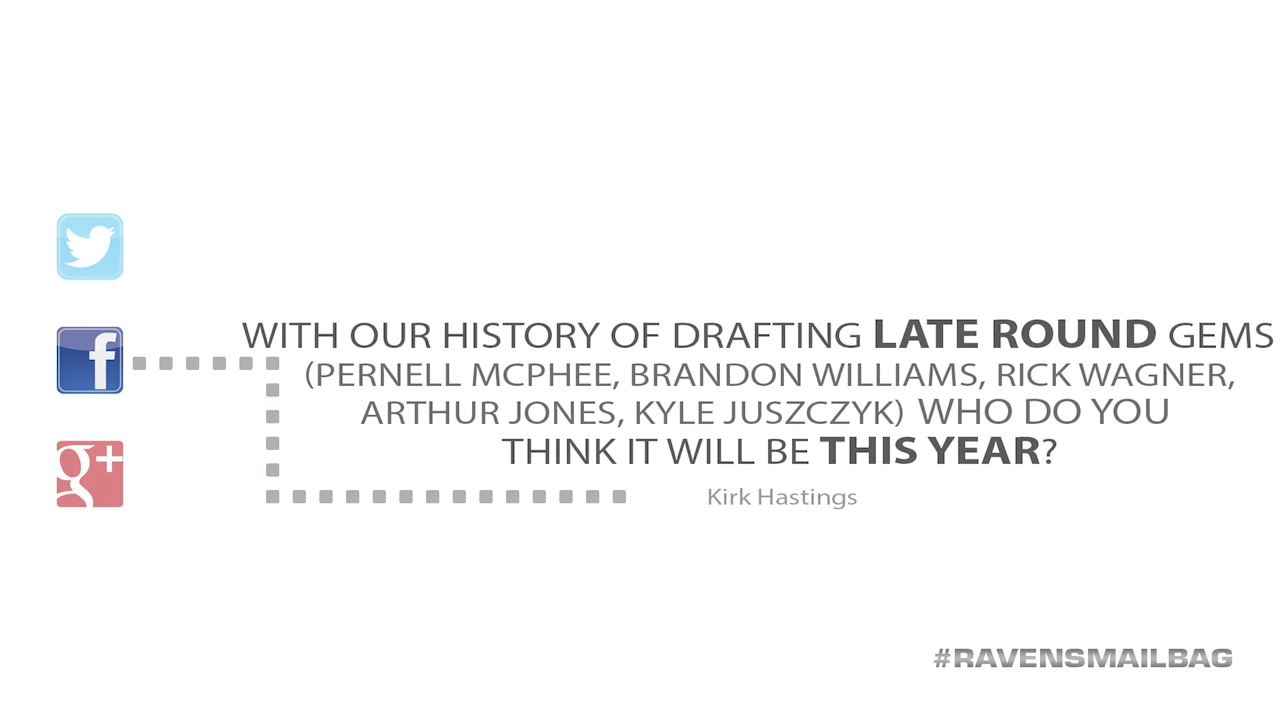 WITH OUR HISTORY OF DRAFTING LATE ROUND GEMS
(PERNELL MCPHEE, BRANDON WILLIAMS, RICK WAGNER,
ARTHUR JONES, KYLE JUSZCZYK) WHO DO YOU
THINK IT WILL BE THIS YEAR?
Kirk Hastings
#RAVENSMAILBAG